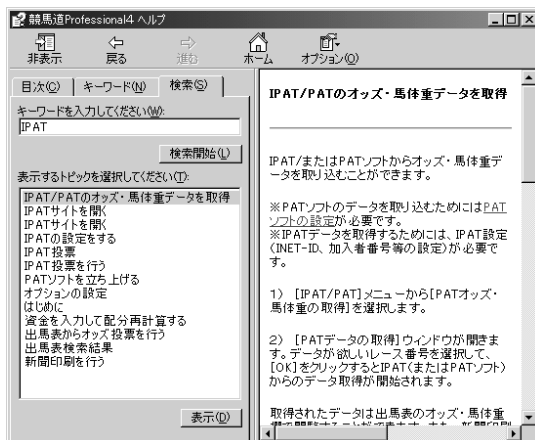 競馬道Professional4 ヘルプ
非表示 戻る 進む ホーム オプション(O)
目次(C) キーワード(N) 検索(S)
キーワードを入力してください(W):
IPAT
検索開始(L)
表示するトピックを選択してください(T):
IPAT/PATのオッズ・馬体重データを取得
IPATサイトを開く
IPATサイトを開く
IPATの設定をする
IPAT投票
IPAT投票を行う
PATソフトを立ち上げる
オプションの設定
はじめに
資金を入力して配分再計算する
出馬表からオッズ投票を行う
出馬表検索結果
新聞印刷を行う
表示(D)
IPAT/PATのオッズ・馬体重データを取得
IPAT/またはPATソフトからオッズ・馬体重デ
ータを取り込むことができます。
※PATソフトのデータを取り込むためにはPAT
ソフトの設定が必要です。
※IPATデータを取得するためには、IPAT設定
(INET-ID、加入者番号等の設定)が必要で
す。
1) [IPAT/PAT]メニューから[PATオッズ・
馬体重の取得]を選択します。
2) [PATデータの取得]ウィンドウが開きま
す。データが欲しいレース番号を選択して、
[OK]をクリックするとIPAT(またはPATソフト)
からのデータ取得が開始されます。
取得されたデータは出馬表のオッズ・馬体重